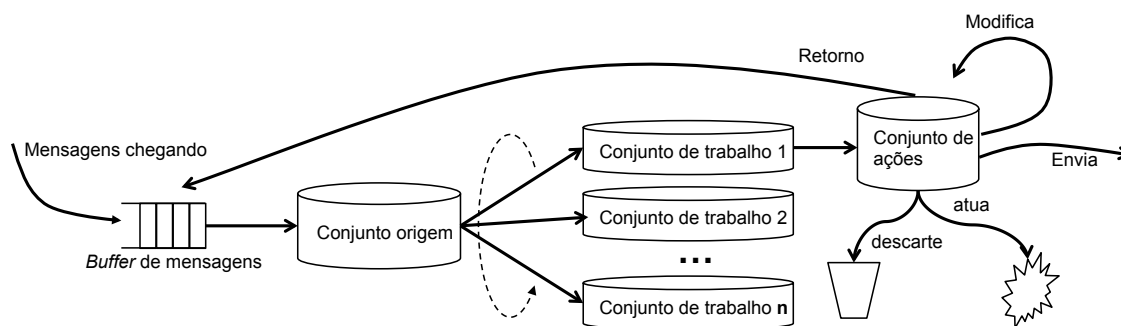 Modifica
Retorno
Mensagens chegando
Conjunto de trabalho 1
Conjunto de
ações
Envia
Conjunto origem
Conjunto de trabalho 2
atua
descarte
Buffer de mensagens
...
Conjunto de trabalho n